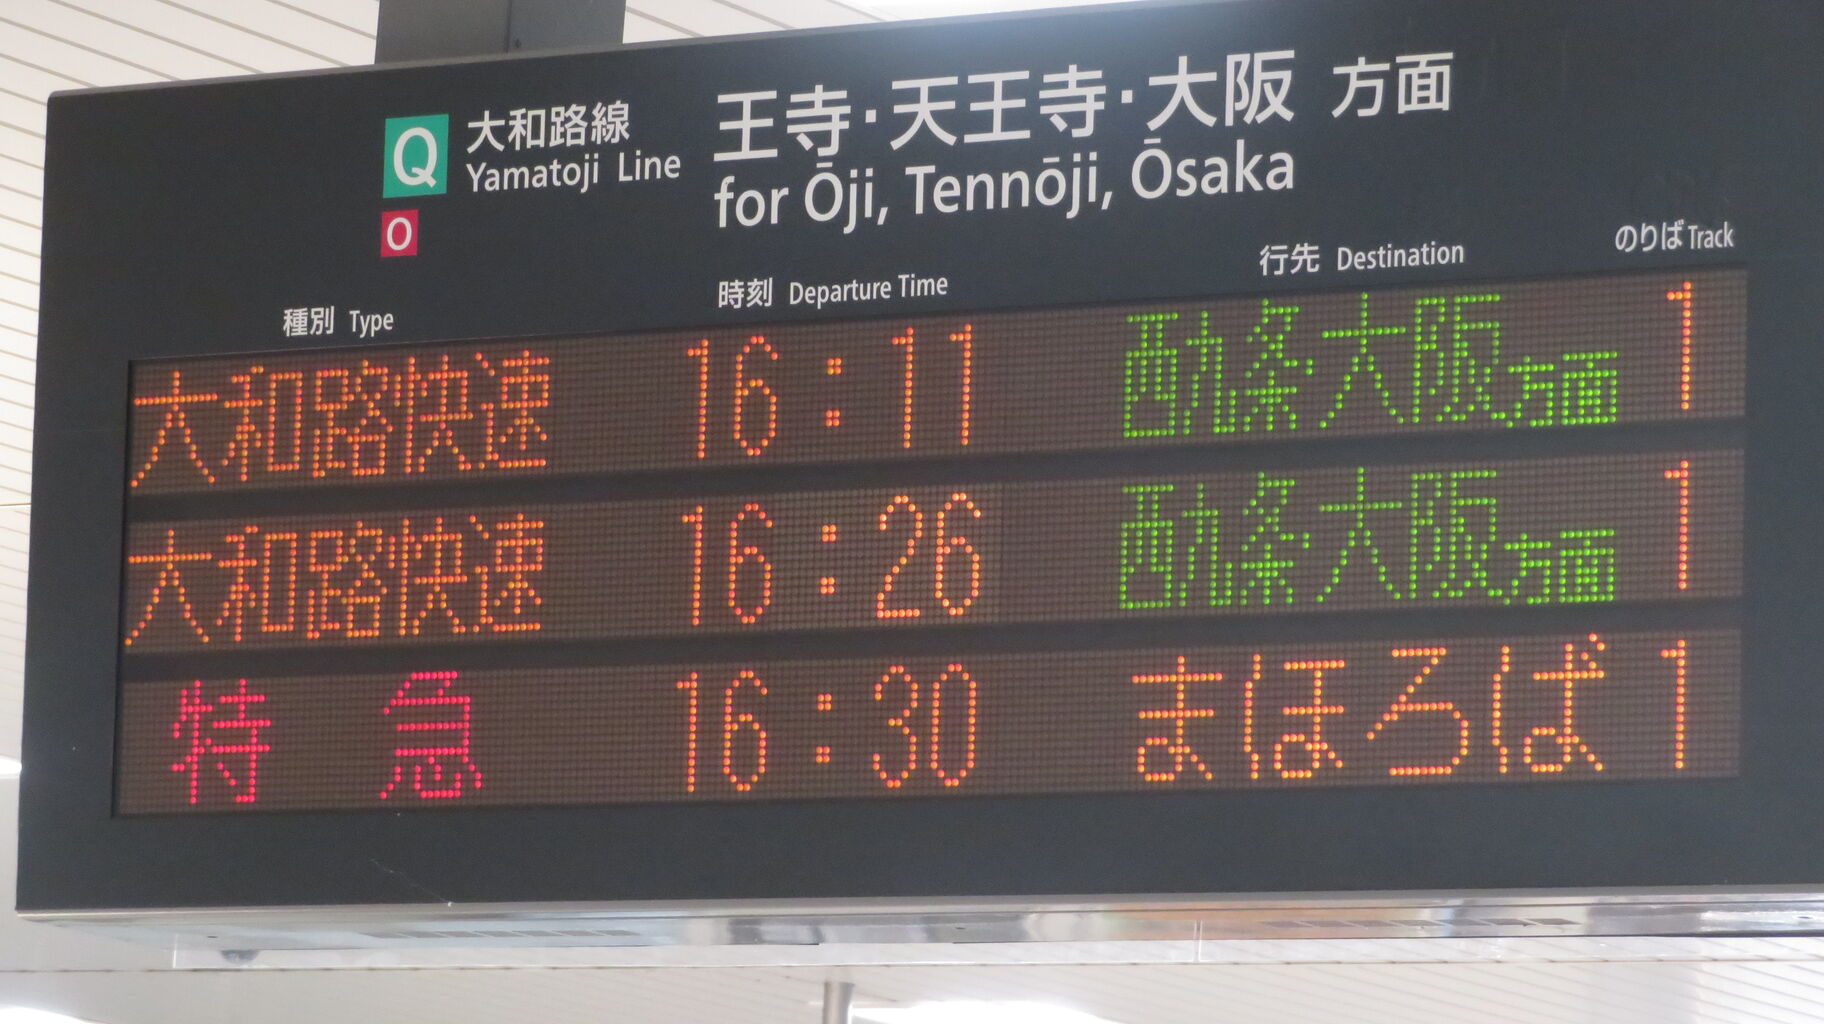 Q 大和路線 王寺・天王寺・大阪 方面
Yamatoji Line for Ōji, Tennōji, Ōsaka
O
種別 Type 時刻 Departure Time 行先 Destination のりば Track
大和路快速 16:11 西九条大阪方面 1
大和路快速 16:26 西九条大阪方面 1
特急 16:30 まほろば 1